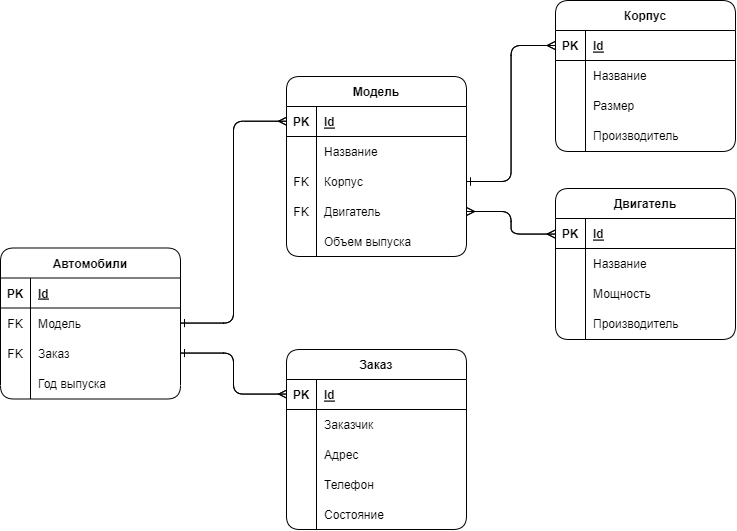 Корпус
PK Id
Название
Размер
Производитель
Модель
PK Id
Название
FK Корпус
FK Двигатель
Объем выпуска
Двигатель
PK Id
Название
Мощность
Производитель
Автомобили
PK Id
FK Модель
FK Заказ
Год выпуска
Заказ
PK Id
Заказчик
Адрес
Телефон
Состояние